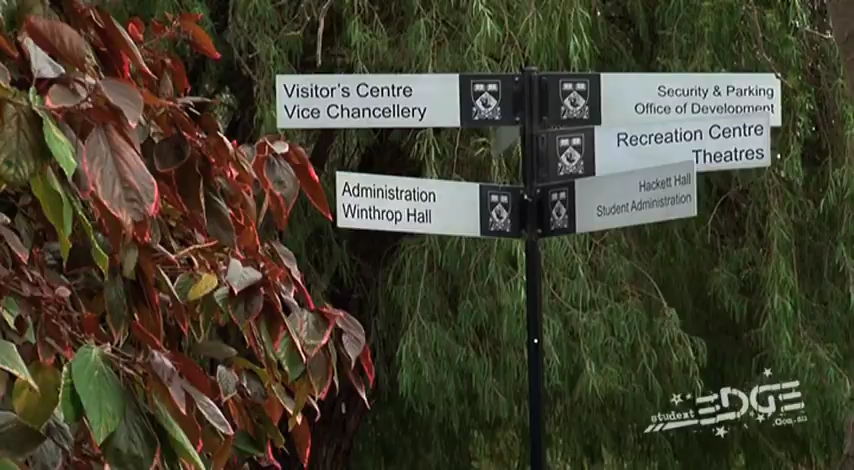 Visitor's Centre
Vice Chancellery
Security & Parking
Office of Development
Recreation Centre
Theatres
Administration
Winthrop Hall
Hackett Hall
Student Administration
student EDGE
.com.au